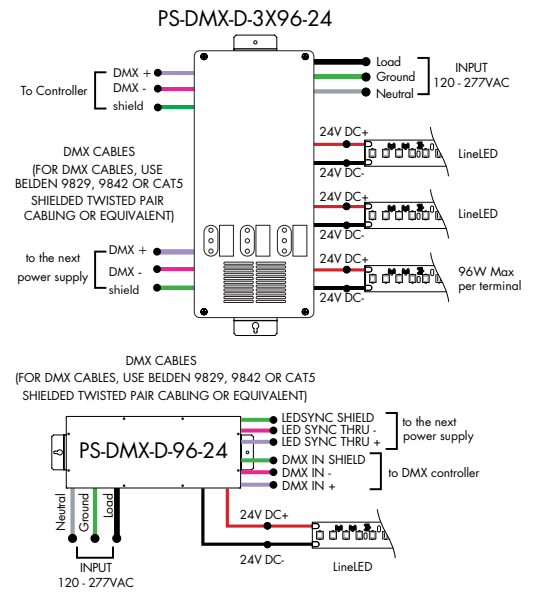 PS-DMX-D-3X96-24
To Controller
DMX +
DMX -
shield
Load
Ground
Neutral
INPUT
120 - 277VAC
DMX CABLES
(FOR DMX CABLES, USE
BELDEN 9829, 9842 OR CAT5
SHIELDED TWISTED PAIR
CABLING OR EQUIVALENT)
24V DC+
24V DC-
LineLED
24V DC+
24V DC-
LineLED
to the next
power supply
DMX +
DMX -
shield
24V DC+
24V DC-
96W Max
per terminal
DMX CABLES
(FOR DMX CABLES, USE BELDEN 9829, 9842 OR CAT5
SHIELDED TWISTED PAIR CABLING OR EQUIVALENT)
PS-DMX-D-96-24
LEDSYNC SHIELD
LED SYNC THRU -
LED SYNC THRU +
to the next
power supply
DMX IN SHIELD
DMX IN -
DMX IN +
to DMX controller
Neutral
Ground
Load
INPUT
120 - 277VAC
24V DC+
24V DC-
LineLED